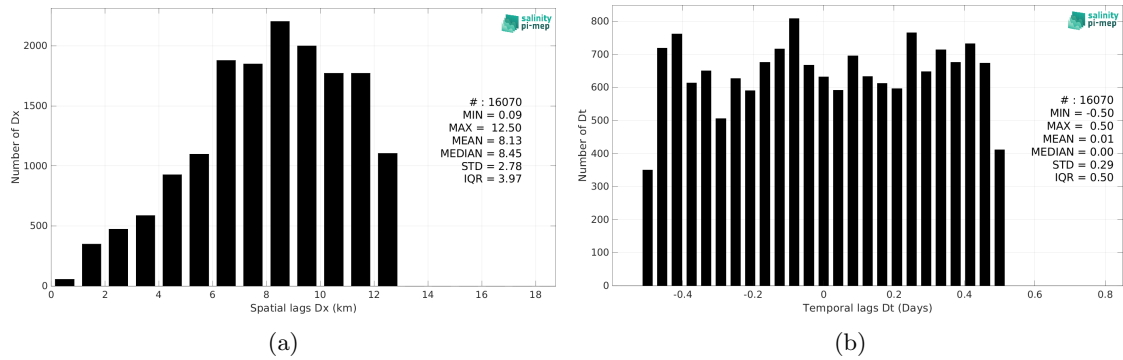 salinity
pi-mep
2000
1500
1000
500
0
Number of Dx
# : 16070
MIN = 0.09
MAX = 12.50
MEAN = 8.13
MEDIAN = 8.45
STD = 2.78
IQR = 3.97
0 2 4 6 8 10 12 14 16 18
Spatial lags Dx (km)
(a)
salinity
pi-mep
800
700
600
500
400
300
200
100
0
Number of Dt
# : 16070
MIN = -0.50
MAX = 0.50
MEAN = 0.01
MEDIAN = 0.00
STD = 0.29
IQR = 0.50
-0.4 -0.2 0 0.2 0.4 0.6 0.8
Temporal lags Dt (Days)
(b)